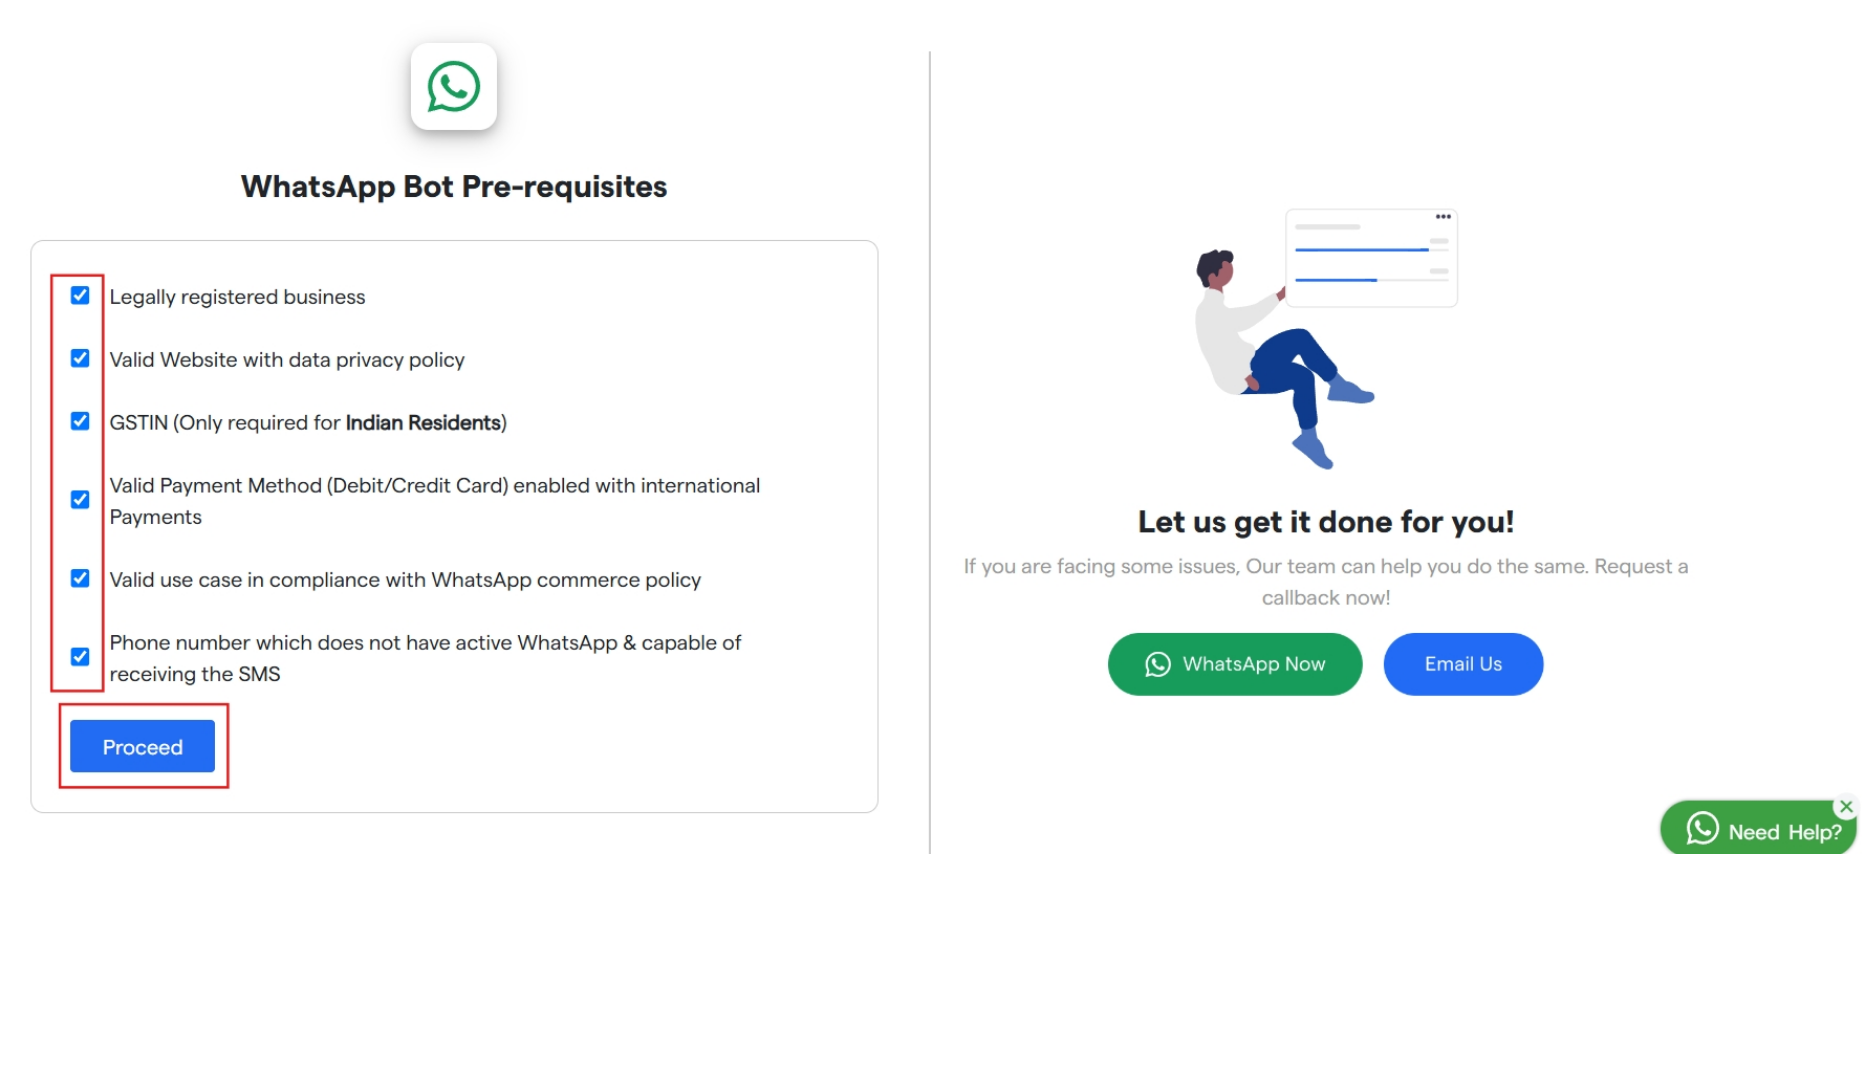 WhatsApp Bot Pre-requisites
Legally registered business
Valid Website with data privacy policy
GSTIN (Only required for Indian Residents)
Valid Payment Method (Debit/Credit Card) enabled with international
Payments
Valid use case in compliance with WhatsApp commerce policy
Phone number which does not have active WhatsApp & capable of
receiving the SMS
Proceed
Let us get it done for you!
If you are facing some issues, Our team can help you do the same. Request a
callback now!
WhatsApp Now
Email Us
Need Help?